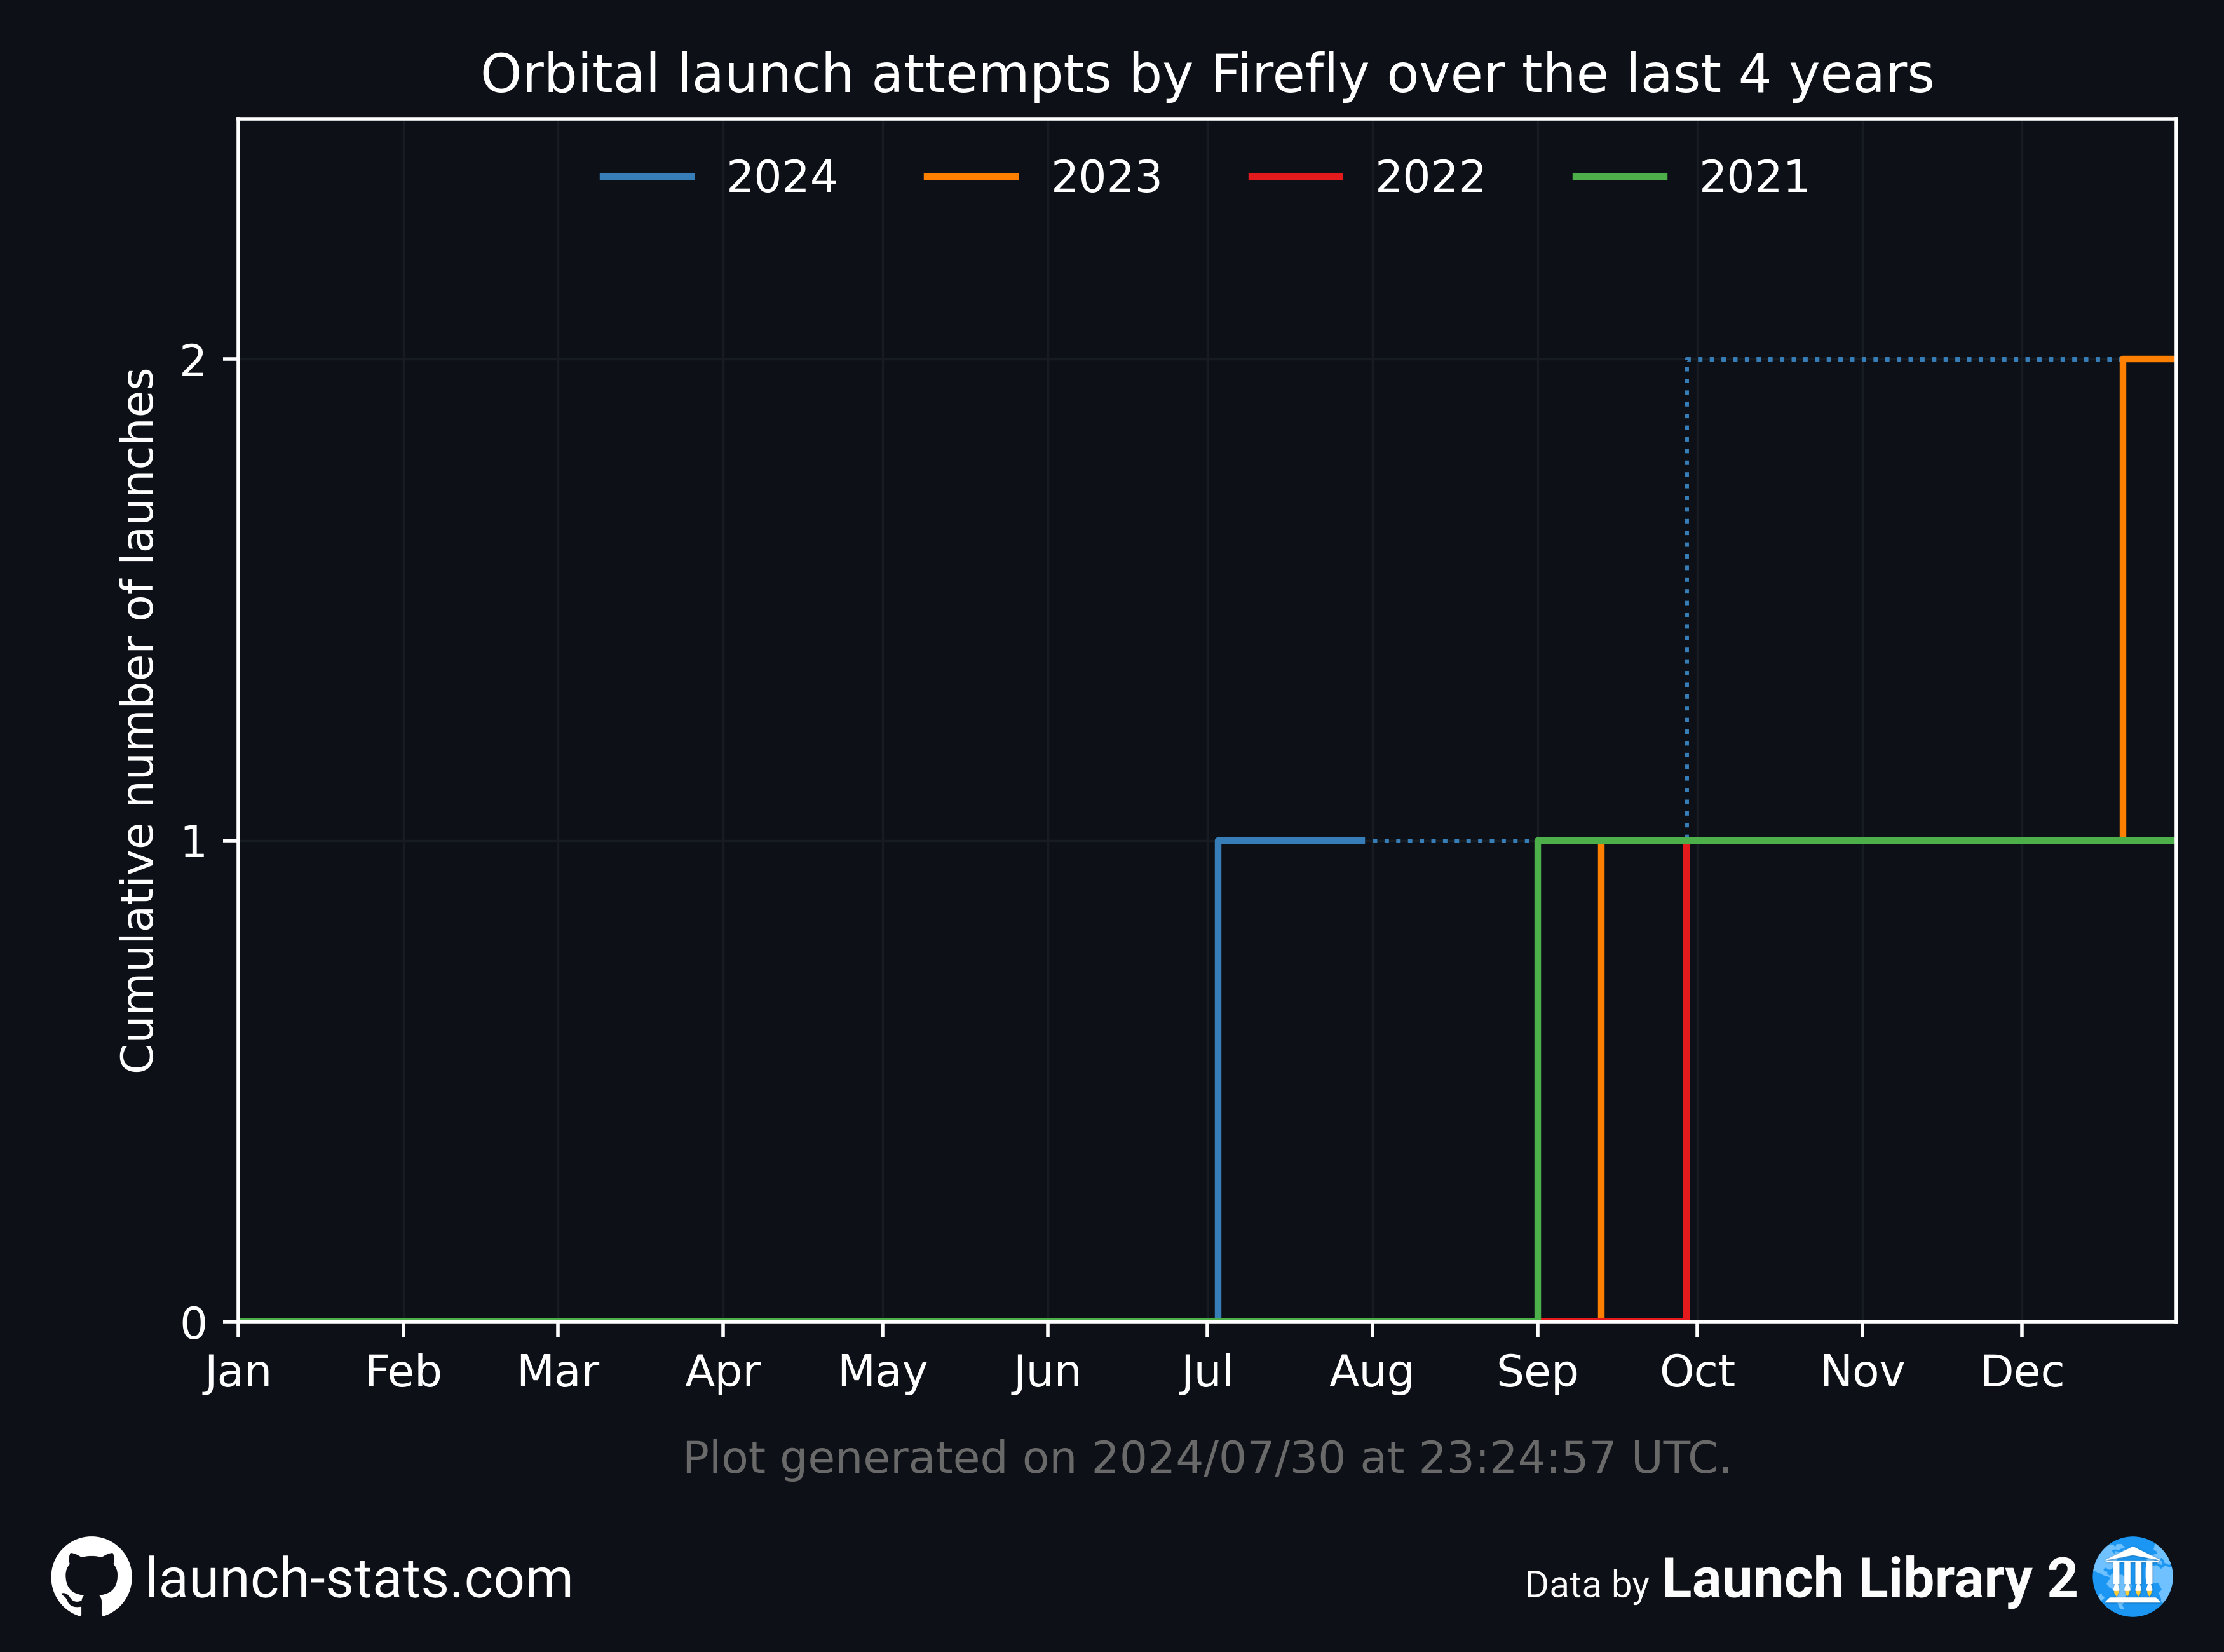 Orbital launch attempts by Firefly over the last 4 years
2024 2023 2022 2021
Cumulative number of launches
2
1
0
Jan Feb Mar Apr May Jun Jul Aug Sep Oct Nov Dec
Plot generated on 2024/07/30 at 23:24:57 UTC.
launch-stats.com
Data by Launch Library 2